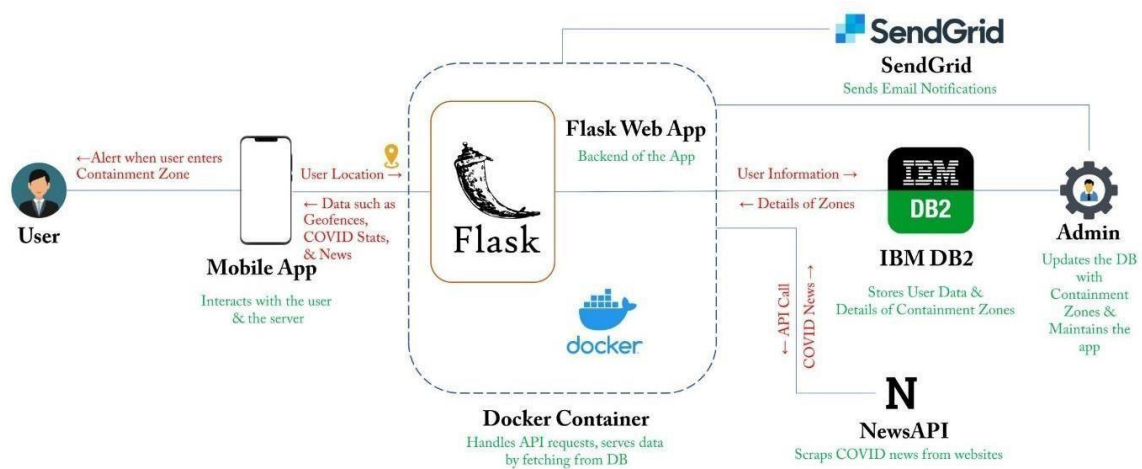 SendGrid
SendGrid
Sends Email Notifications
Flask Web App
Backend of the App
←Alert when user enters
Containment Zone
User Location →
← Data such as
Geofences,
COVID Stats,
& News
Flask
User Information →
← Details of Zones
IBM
DB2
User
Mobile App
Interacts with the user
& the server
IBM DB2
Stores User Data &
Details of Containment Zones
Admin
Updates the DB
with
Containment
Zones &
Maintains the
app
docker
← API Call
COVID News →
Docker Container
Handles API requests, serves data
by fetching from DB
N
NewsAPI
Scraps COVID news from websites